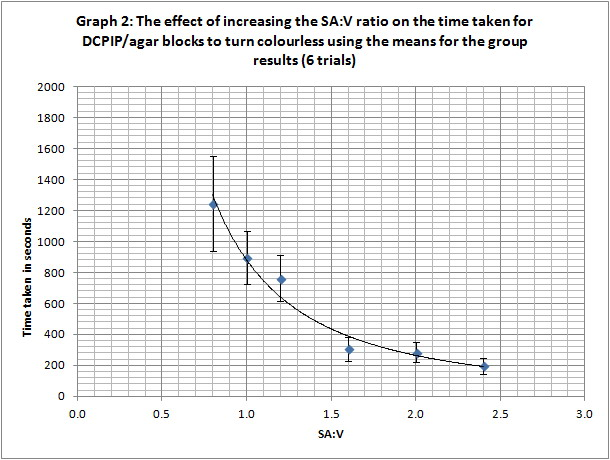 Graph 2: The effect of increasing the SA:V ratio on the time taken for
DCPIP/agar blocks to turn colourless using the means for the group
results (6 trials)
2000
1800
1600
1400
1200
1000
800
600
400
200
0
Time taken in seconds
0.0 0.5 1.0 1.5 2.0 2.5 3.0
SA:V